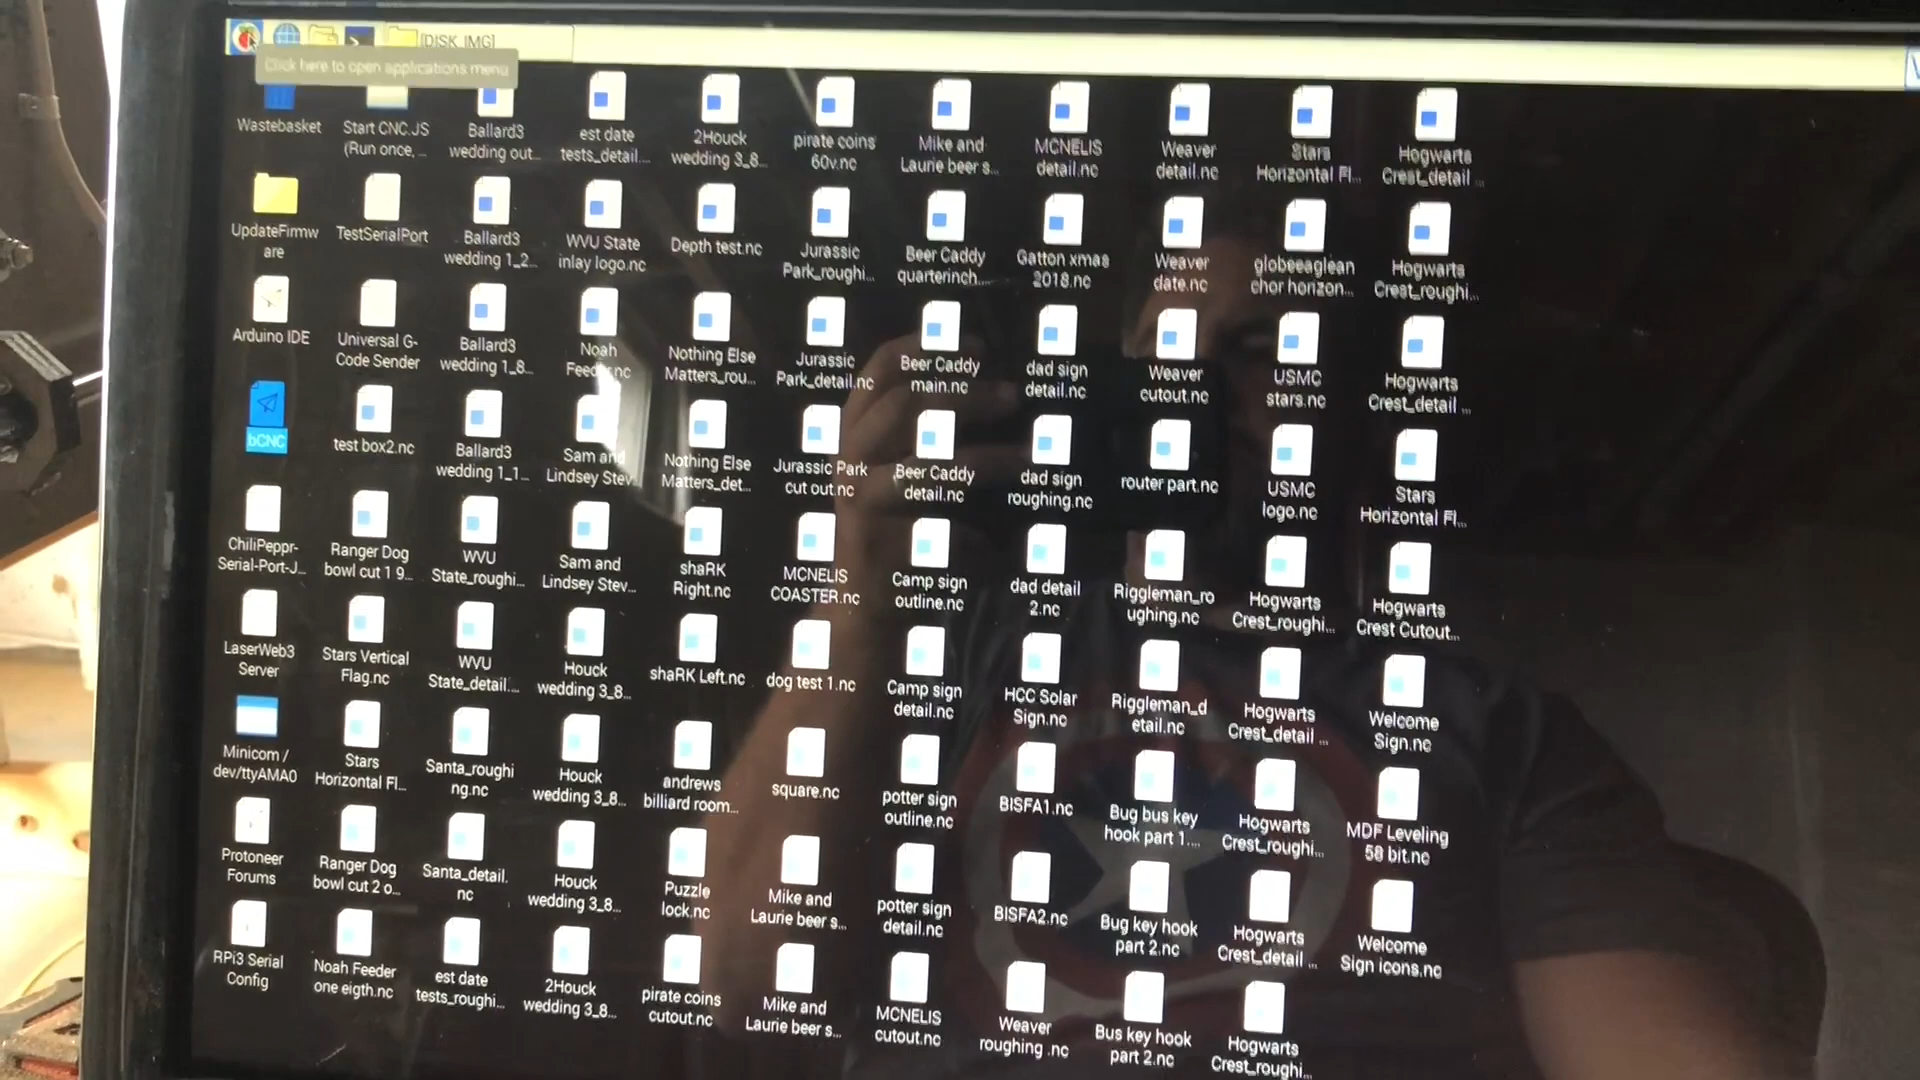 [DISK_IMG]
Click here to open applications menu
Wastebasket
Start CNC.JS
(Run once, ...
Ballard3
wedding out...
est date
tests_detail....
2Houck
wedding 3_8...
pirate coins
60v.nc
Mike and
Laurie beer s...
MCNELIS
detail.nc
Weaver
detail.nc
Stars
Horizontal Fl...
Hogwarts
Crest_detail ...
UpdateFirmw
are
TestSerialPort
Ballard3
wedding 1_2...
WVU State
inlay logo.nc
Depth test.nc
Jurassic
Park_roughi...
Beer Caddy
quarterinch....
Gatton xmas
2018.nc
Weaver
date.nc
globeeaglean
chor horizon...
Hogwarts
Crest_roughi...
Arduino IDE
Universal G-
Code Sender
Ballard3
wedding 1_8...
Noah
Feeder.nc
Nothing Else
Matters_rou...
Jurassic
Park_detail.nc
Beer Caddy
main.nc
dad sign
detail.nc
Weaver
cutout.nc
USMC
stars.nc
Hogwarts
Crest_detail ...
bCNC
test box2.nc
Ballard3
wedding 1_1...
Sam and
Lindsey Stev...
Nothing Else
Matters_det...
Jurassic Park
cut out.nc
Beer Caddy
detail.nc
dad sign
roughing.nc
router part.nc
USMC
logo.nc
Stars
Horizontal Fl...
ChiliPeppr-
Serial-Port-J...
Ranger Dog
bowl cut 1 9...
WVU
State_roughi...
Sam and
Lindsey Stev...
shaRK
Right.nc
MCNELIS
COASTER.nc
Camp sign
outline.nc
dad detail
2.nc
Riggleman_ro
ughing.nc
Hogwarts
Crest_roughi...
Hogwarts
Crest Cutout...
LaserWeb3
Server
Stars Vertical
Flag.nc
WVU
State_detail....
Houck
wedding 3_8...
shaRK Left.nc
dog test 1.nc
Camp sign
detail.nc
HCC Solar
Sign.nc
Riggleman_d
etail.nc
Hogwarts
Crest_detail ...
Welcome
Sign.nc
Minicom /
dev/ttyAMA0
Stars
Horizontal Fl...
Santa_roughi
ng.nc
Houck
wedding 3_8...
andrews
billiard room...
square.nc
potter sign
outline.nc
BISFA1.nc
Bug bus key
hook part 1....
Hogwarts
Crest_roughi...
MDF Leveling
58 bit.nc
Protoneer
Forums
Ranger Dog
bowl cut 2 o...
Santa_detail.
nc
Houck
wedding 3_8...
Puzzle
lock.nc
Mike and
Laurie beer s...
potter sign
detail.nc
BISFA2.nc
Bug key hook
part 2.nc
Hogwarts
Crest_detail ...
Welcome
Sign icons.nc
RPi3 Serial
Config
Noah Feeder
one eigth.nc
est date
tests_roughi...
2Houck
wedding 3_8...
pirate coins
cutout.nc
Mike and
Laurie beer s...
MCNELIS
cutout.nc
Weaver
roughing .nc
Bus key hook
part 2.nc
Hogwarts
Crest_roughi...